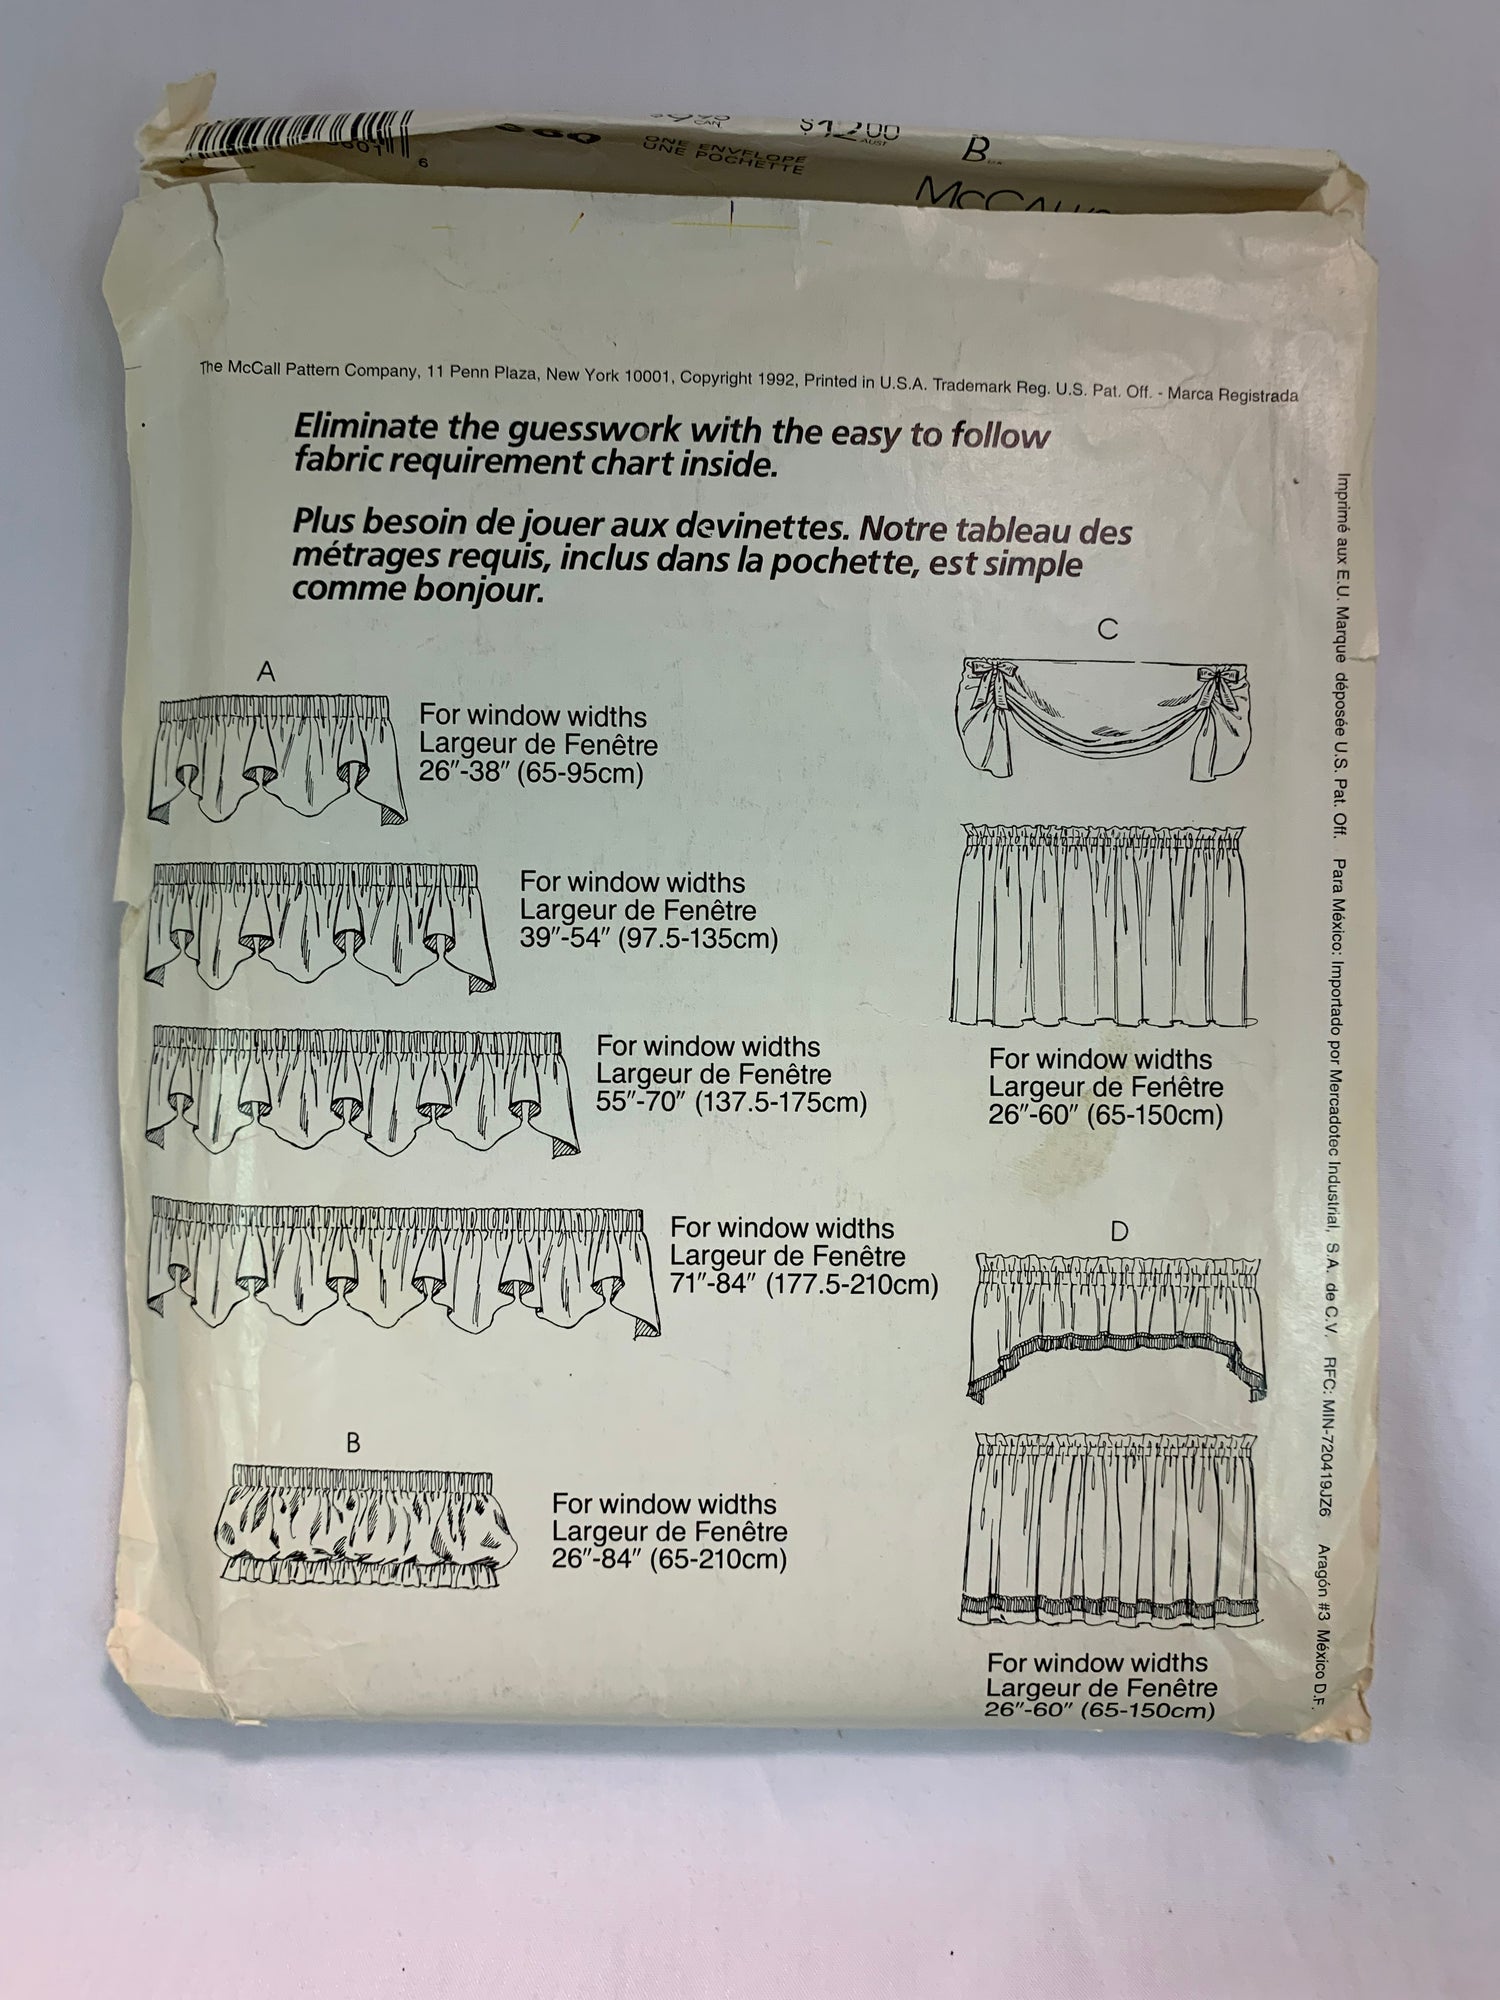 6
CAN
$12.00
AUST
B
ONE ENVELOPE
UNE POCHETTE
The McCall Pattern Company, 11 Penn Plaza, New York 10001, Copyright 1992, Printed in U.S.A. Trademark Reg. U.S. Pat. Off. - Marca Registrada
Eliminate the guesswork with the easy to follow
fabric requirement chart inside.
Plus besoin de jouer aux devinettes. Notre tableau des
métrages requis, inclus dans la pochette, est simple
comme bonjour.
A
For window widths
Largeur de Fenêtre
26"-38" (65-95cm)
For window widths
Largeur de Fenêtre
39"-54" (97.5-135cm)
For window widths
Largeur de Fenêtre
55"-70" (137.5-175cm)
For window widths
Largeur de Fenêtre
71"-84" (177.5-210cm)
B
For window widths
Largeur de Fenêtre
26"-84" (65-210cm)
C
For window widths
Largeur de Fenêtre
26"-60" (65-150cm)
D
For window widths
Largeur de Fenêtre
26"-60" (65-150cm)
Imprimé aux E.U. Marque déposée U.S. Pat. Off. Para México: Importado por Mercadotec Industrial, S.A. de C.V. RFC: MIN-720419JZ6 Aragón #3 México D.F.